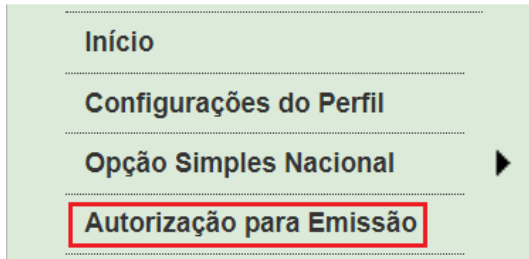 Início
Configurações do Perfil
Opção Simples Nacional
Autorização para Emissão